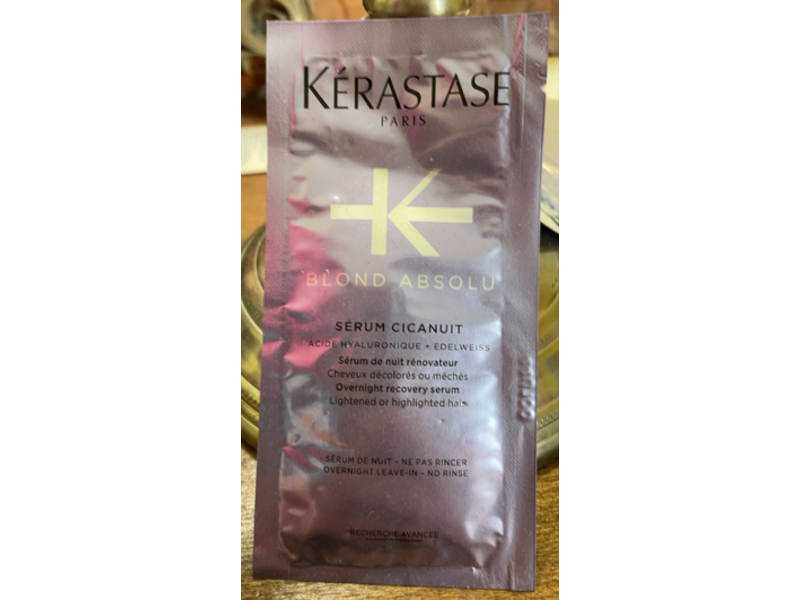 KÉRASTASE
PARIS
BLOND ABSOLU
SÉRUM CICANUIT
ACIDE HYALURONIQUE + EDELWEISS
Sérum de nuit rénovateur
Cheveux décolorés ou méchés
Overnight recovery serum
Lightened or highlighted hair
SÉRUM DE NUIT - NE PAS RINCER
OVERNIGHT LEAVE-IN - NO RINSE
RECHERCHE AVANCÉE